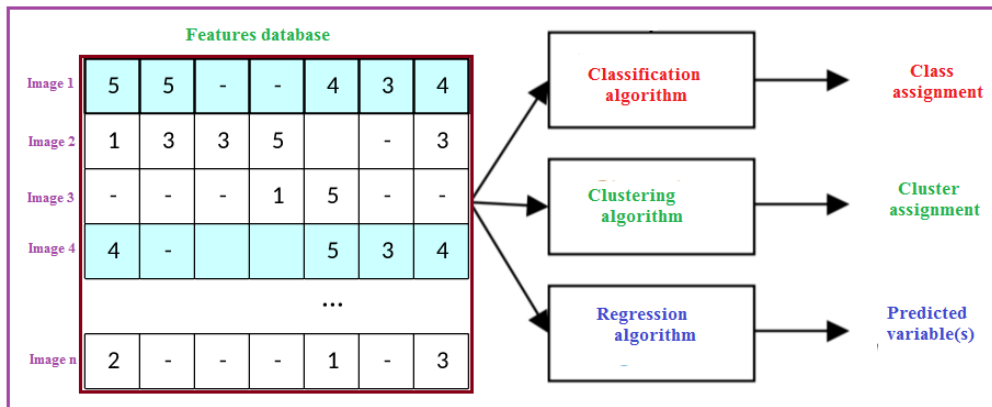 Features database
Image 1 5 5 - - 4 3 4
Image 2 1 3 3 5 - 3
Image 3 - - - 1 5 - -
Image 4 4 - 5 3 4
...
Image n 2 - - - 1 - 3
Classification
algorithm
Class
assignment
Clustering
algorithm
Cluster
assignment
Regression
algorithm
Predicted
variable(s)